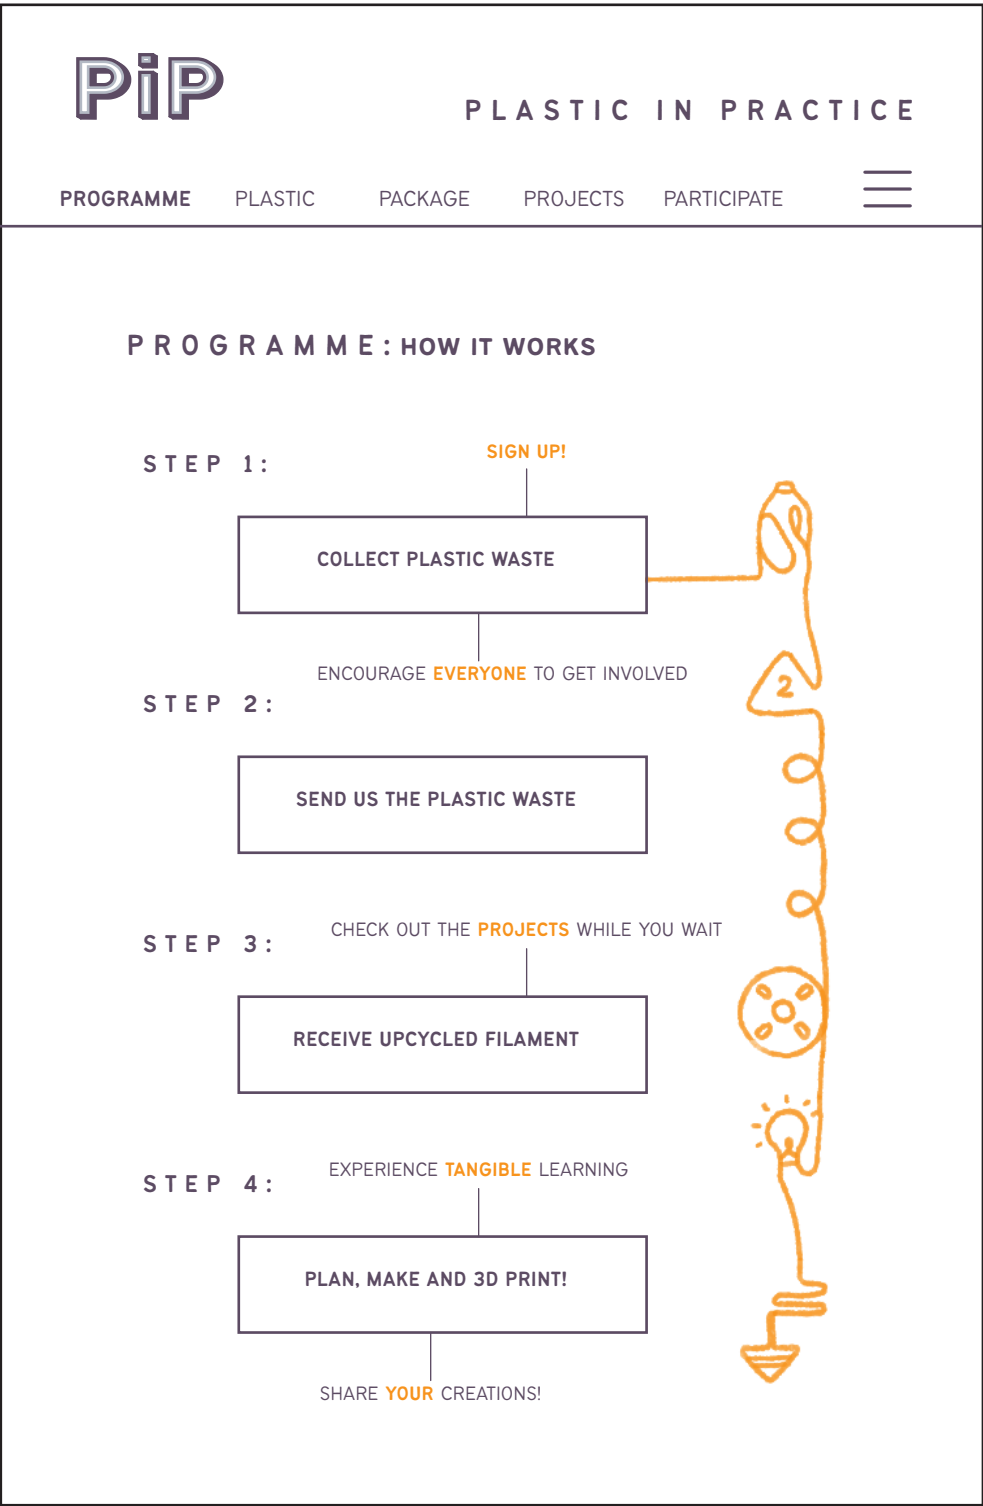 PiP
PLASTIC IN PRACTICE
PROGRAMME PLASTIC PACKAGE PROJECTS PARTICIPATE
PROGRAMME: HOW IT WORKS
STEP 1:
SIGN UP!
COLLECT PLASTIC WASTE
ENCOURAGE EVERYONE TO GET INVOLVED
2
STEP 2:
SEND US THE PLASTIC WASTE
STEP 3:
CHECK OUT THE PROJECTS WHILE YOU WAIT
RECEIVE UPCYCLED FILAMENT
STEP 4:
EXPERIENCE TANGIBLE LEARNING
PLAN, MAKE AND 3D PRINT!
SHARE YOUR CREATIONS!